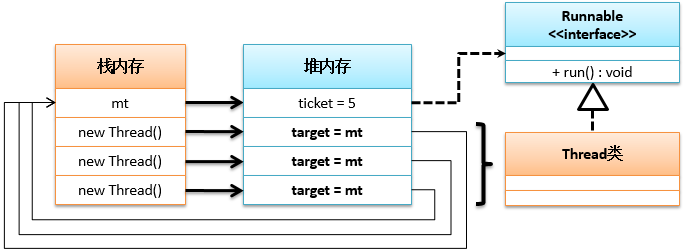 栈内存
mt
new Thread()
new Thread()
new Thread()
堆内存
ticket = 5
target = mt
target = mt
target = mt
Runnable
<<interface>>
+ run() : void
Thread类